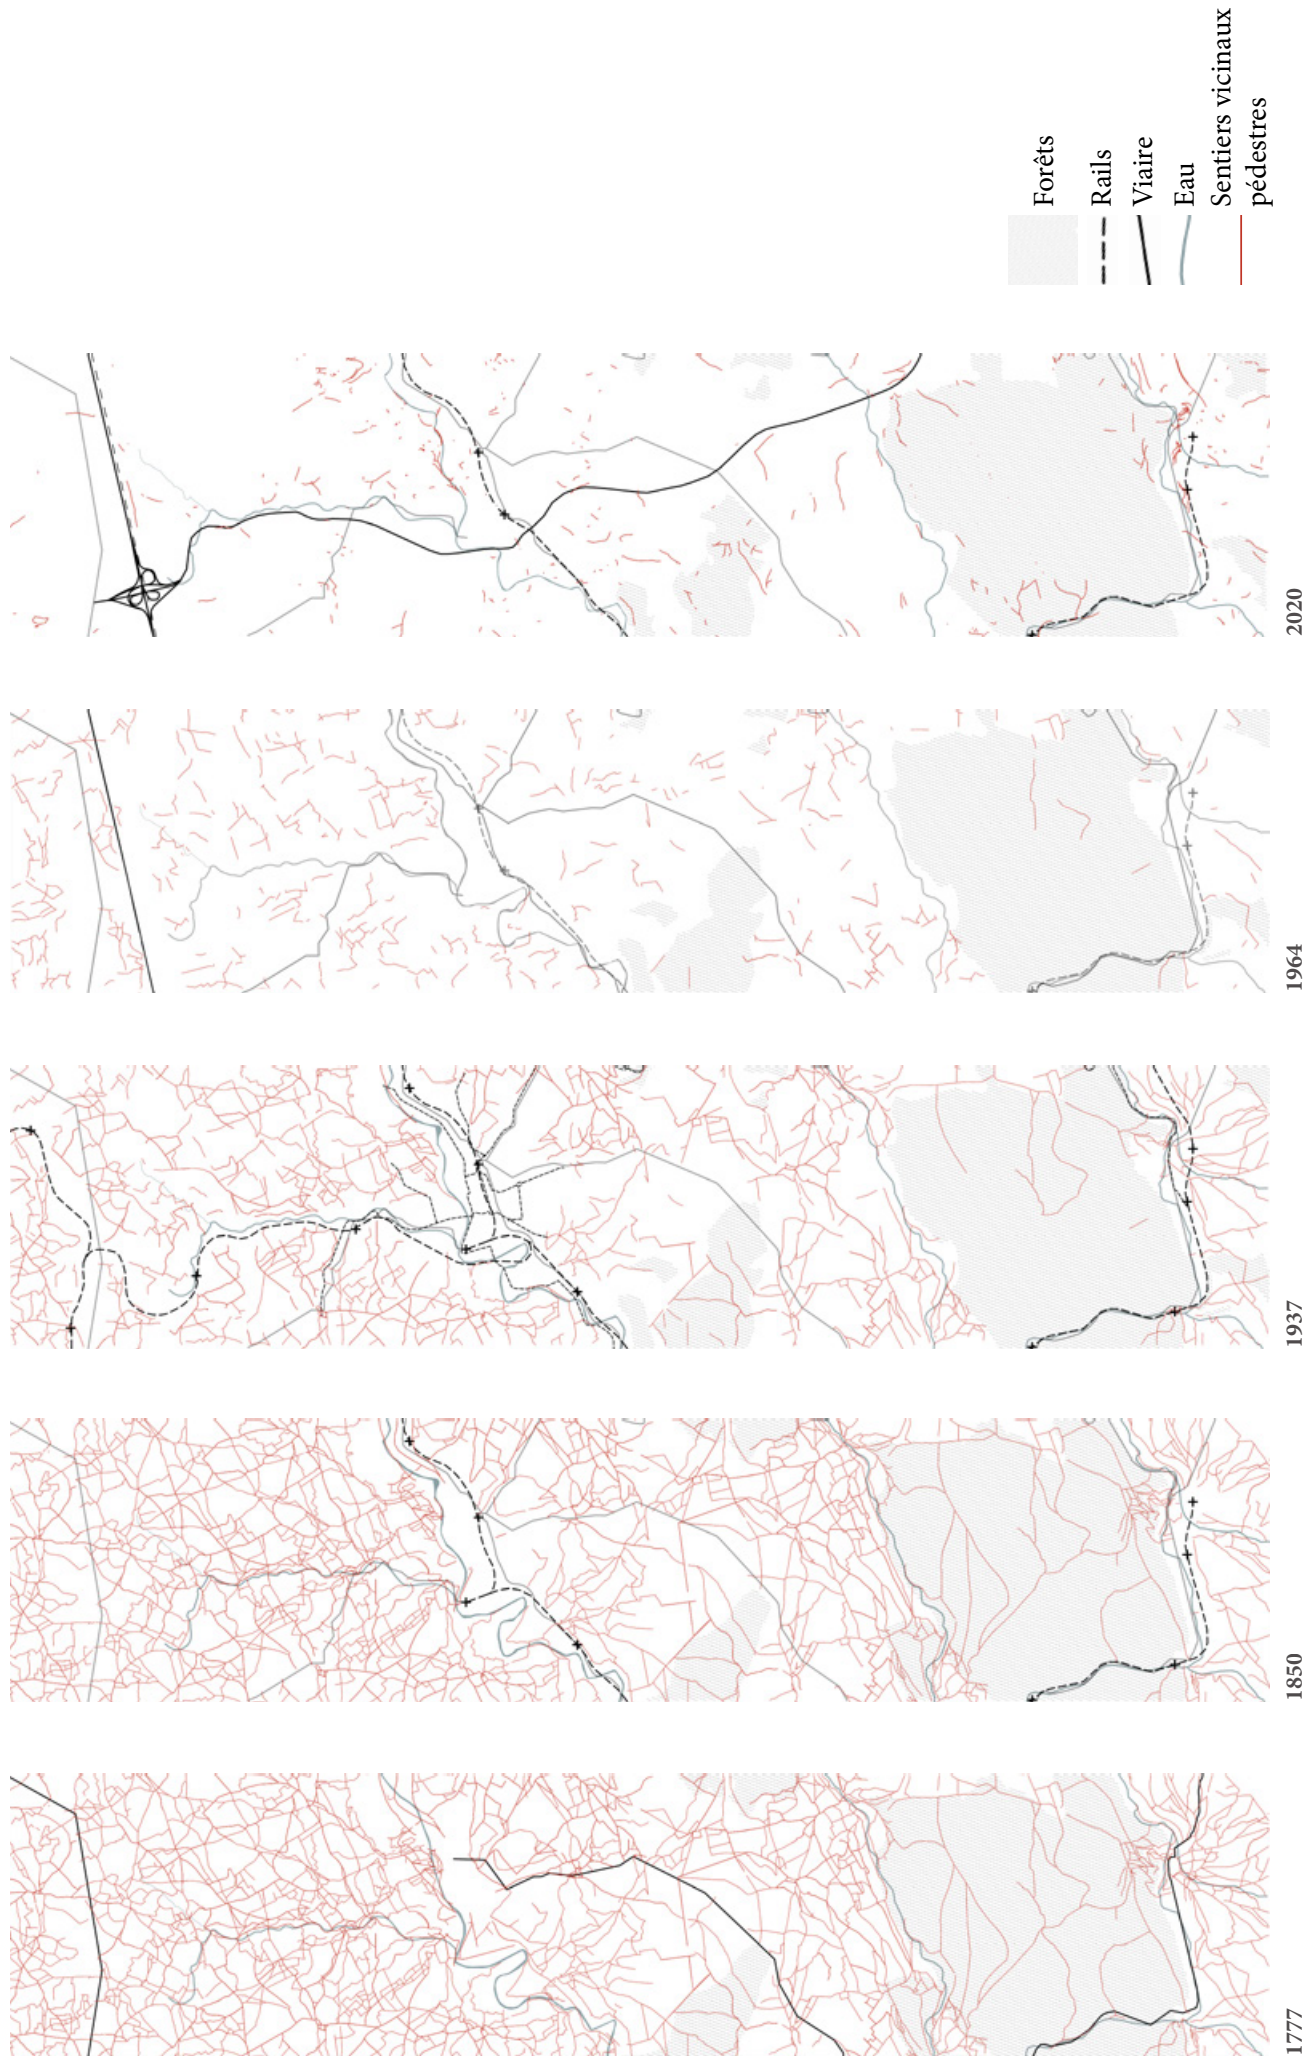 Forêts
Rails
Viaire
Eau
Sentiers vicinaux
pédestres
1777
1850
1937
1964
2020